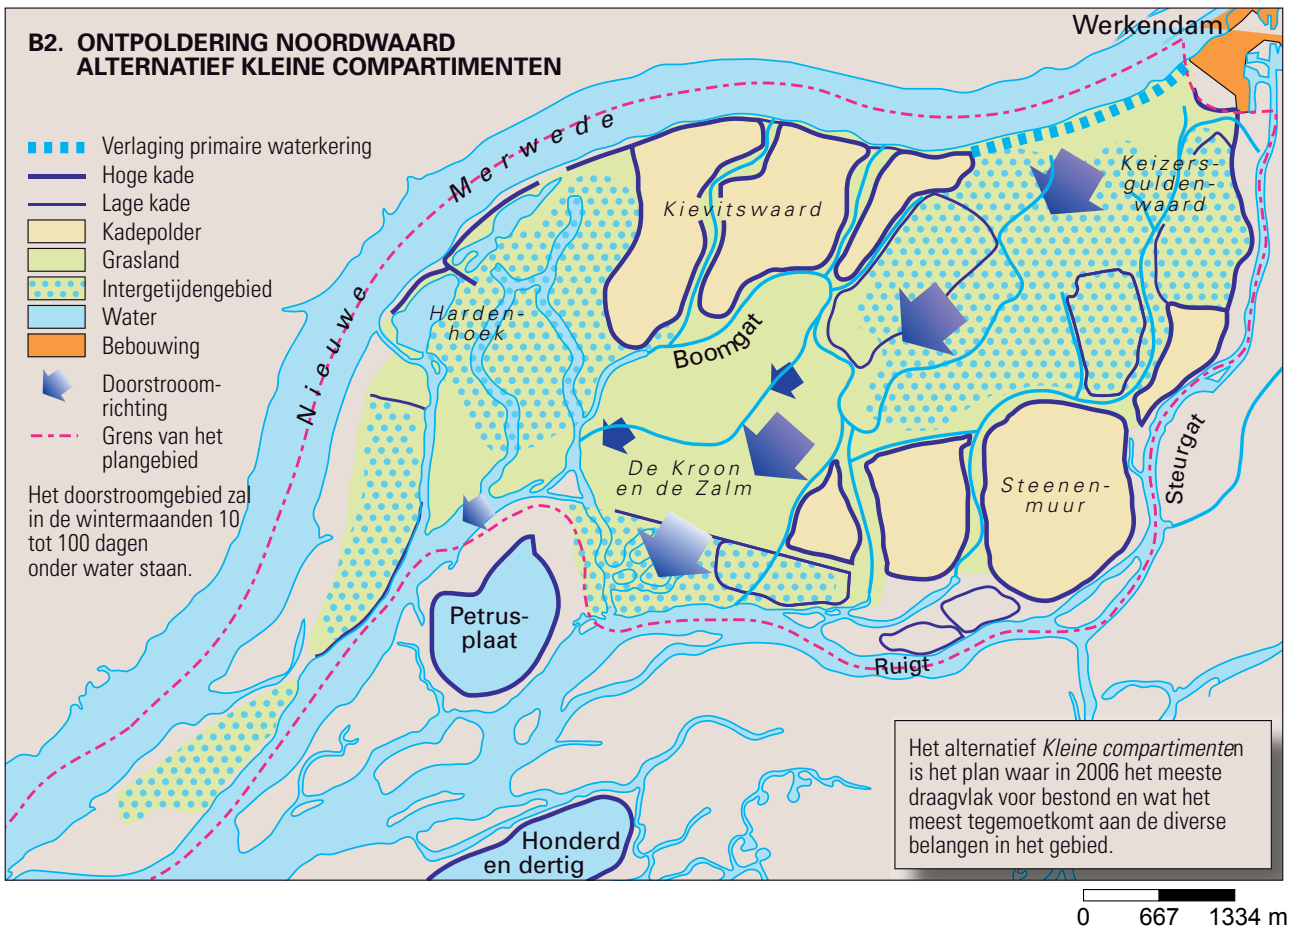 B2. ONTPOLDERING NOORDWAARD
ALTERNATIEF KLEINE COMPARTIMENTEN
Verlaging primaire waterkering
Hoge kade
Lage kade
Kadepolder
Grasland
Intergetijdengebied
Water
Bebouwing
Doorstrooom-
richting
Grens van het
plangebied
Het doorstroomgebied zal
in de wintermaanden 10
tot 100 dagen
onder water staan.
Werkendam
Nieuwe Merwede
Keizers-
gulden-
waard
Kievitswaard
Harden-
hoek
Boomgat
De Kroon
en de Zalm
Steenen-
muur
Steurgat
Petrus-
plaat
Ruigt
Honderd
en dertig
Het alternatief Kleine compartimenten
is het plan waar in 2006 het meeste
draagvlak voor bestond en wat het
meest tegemoetkomt aan de diverse
belangen in het gebied.
0 667 1334 m